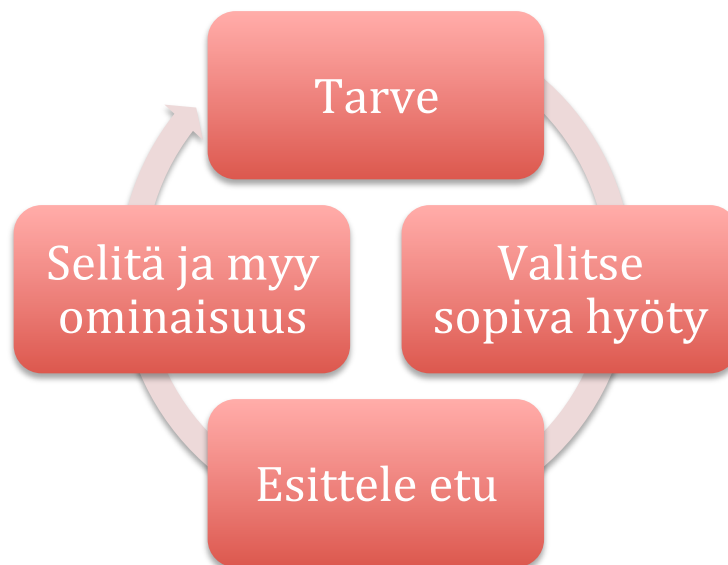 Tarve
Valitse
sopiva hyöty
Esittele etu
Selitä ja myy
ominaisuus